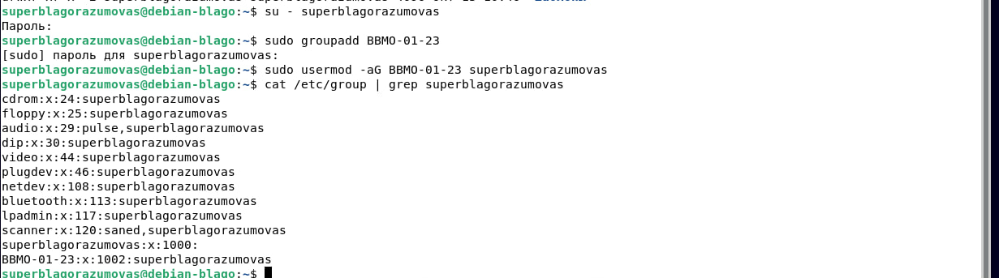 superblagorazumovas@debian-blago:~$ su - superblagorazumovas
Пароль:
superblagorazumovas@debian-blago:~$ sudo groupadd BBMO-01-23
[sudo] пароль для superblagorazumovas:
superblagorazumovas@debian-blago:~$ sudo usermod -aG BBMO-01-23 superblagorazumovas
superblagorazumovas@debian-blago:~$ cat /etc/group | grep superblagorazumovas
cdrom:x:24:superblagorazumovas
floppy:x:25:superblagorazumovas
audio:x:29:pulse,superblagorazumovas
dip:x:30:superblagorazumovas
video:x:44:superblagorazumovas
plugdev:x:46:superblagorazumovas
netdev:x:108:superblagorazumovas
bluetooth:x:113:superblagorazumovas
lpadmin:x:117:superblagorazumovas
scanner:x:120:saned,superblagorazumovas
superblagorazumovas:x:1000:
BBMO-01-23:x:1002:superblagorazumovas
superblagorazumovas@debian-blago:~$